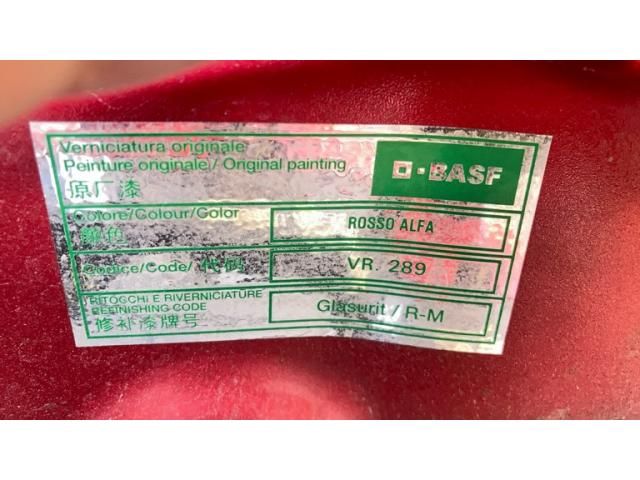 Verniciatura originale
Peinture originale/Original painting
原厂漆
BASF
Colore/Colour/Color
颜色
ROSSO ALFA
Codice/Code/代码
VR. 289
RITOCCHI E RIVERNICIATURE
REFINISHING CODE
修补漆牌号
Glasurit/R-M